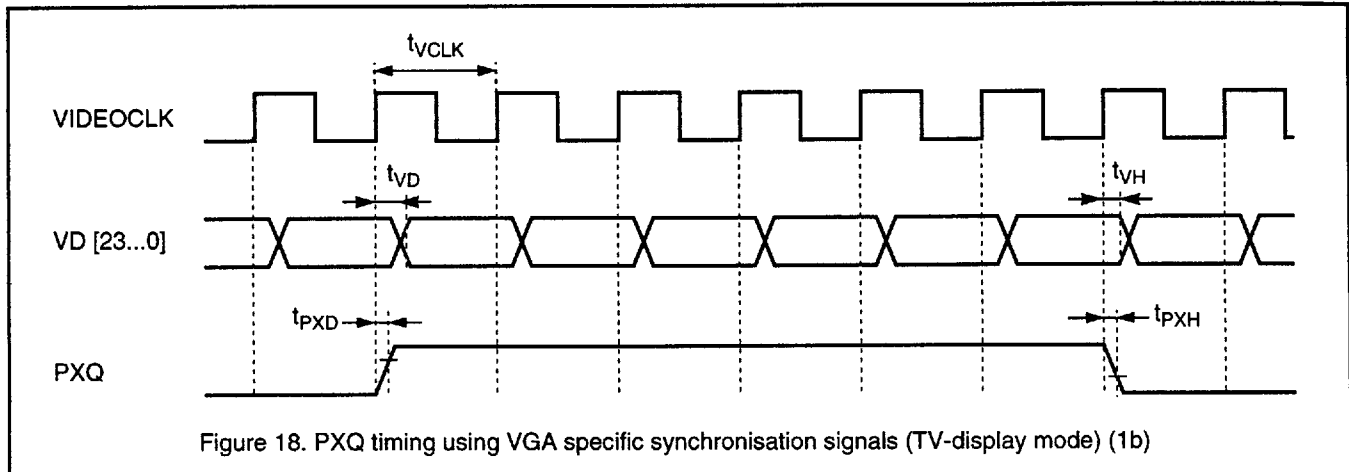 tVCLK
VIDEOCLK
tVD
tVH
VD [23...0]
tPXD
tPXH
PXQ
Figure 18. PXQ timing using VGA specific synchronisation signals (TV-display mode) (1b)